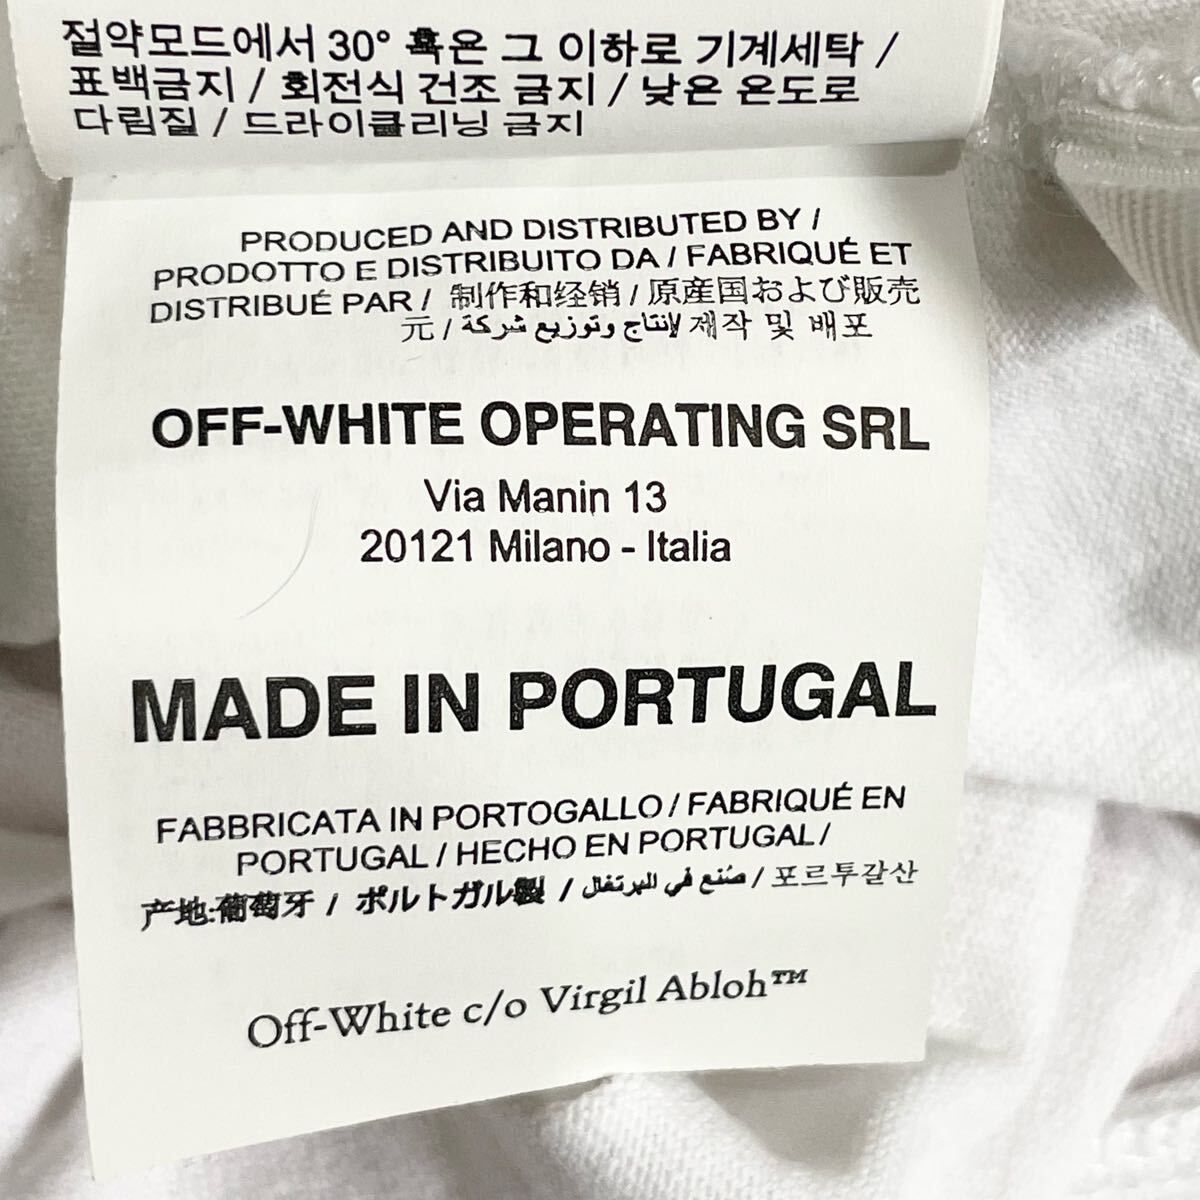 절약모드에서 30° 혹은 그 이하로 기계세탁 /
표백금지 / 회전식 건조 금지 / 낮은 온도로
다림질 / 드라이클리닝 금지
PRODUCED AND DISTRIBUTED BY /
PRODOTTO E DISTRIBUITO DA / FABRIQUÉ ET
DISTRIBUÉ PAR / 制作和经销 / 原産国および販売
元 / لإنتاج وتوزيع شركة 제작 및 배포
OFF-WHITE OPERATING SRL
Via Manin 13
20121 Milano - Italia
MADE IN PORTUGAL
FABBRICATA IN PORTOGALLO / FABRIQUÉ EN
PORTUGAL / HECHO EN PORTUGAL /
产地:葡萄牙 / ポルトガル製 / صنع في البرتغال / 포르투갈산
Off-White c/o Virgil Abloh™